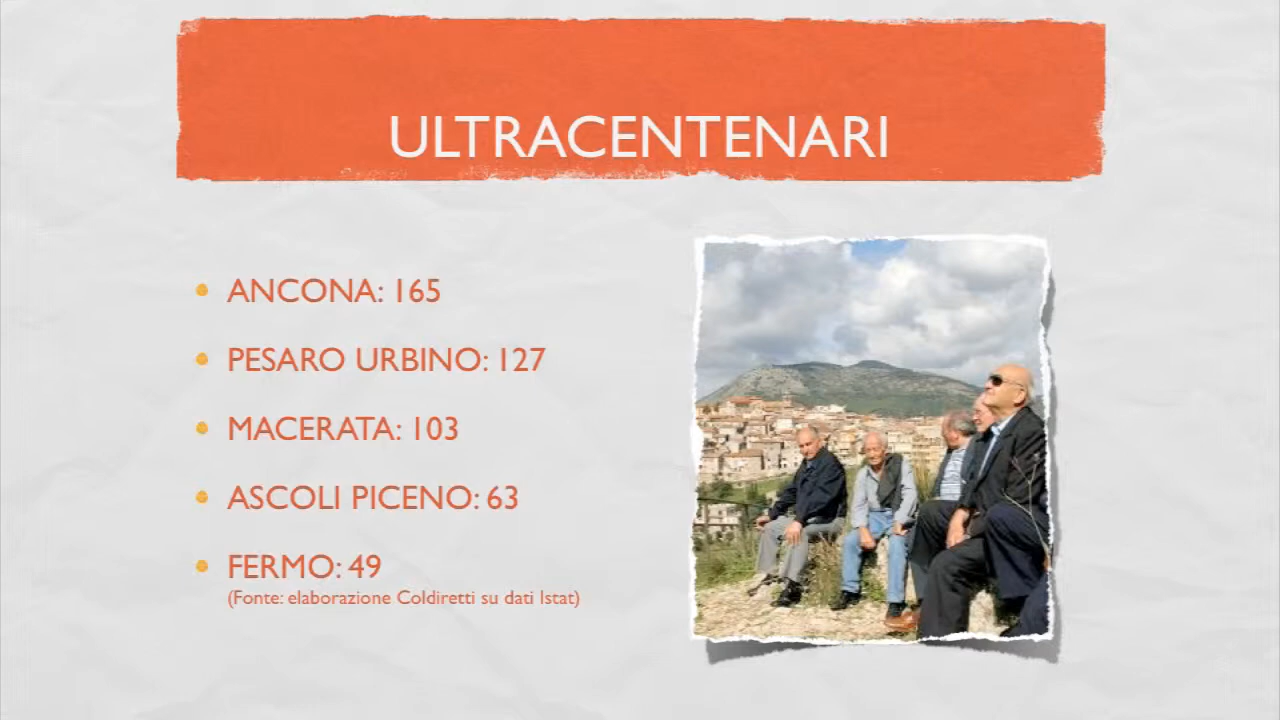 ULTRACENTENARI
ANCONA: 165
PESARO URBINO: 127
MACERATA: 103
ASCOLI PICENO: 63
FERMO: 49
(Fonte: elaborazione Coldiretti su dati Istat)